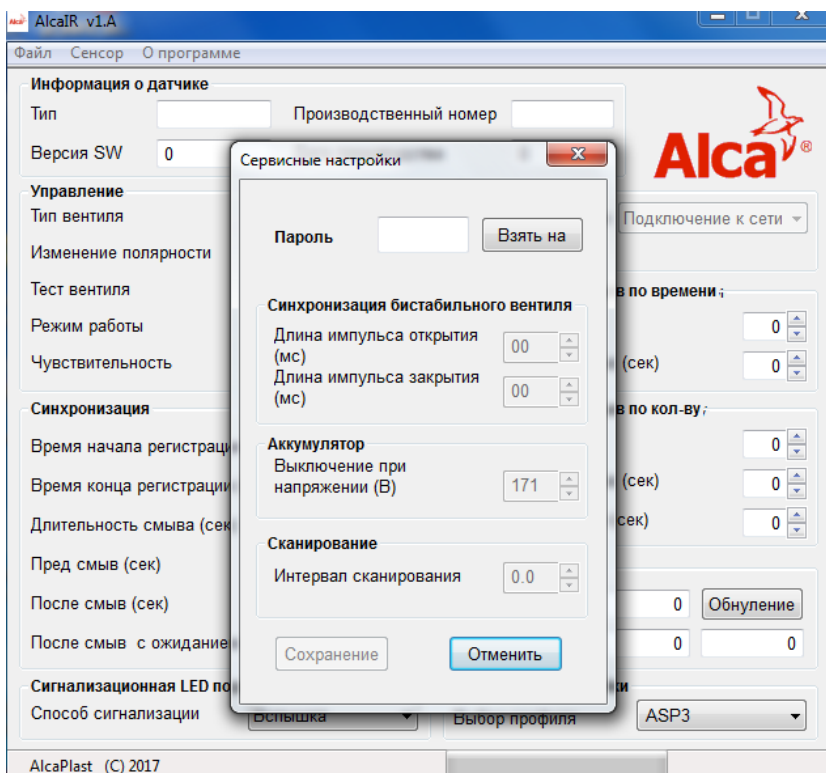 AlcaIR v1.A
Файл Сенсор О программе
Информация о датчике
Тип
Производственный номер
Версия SW 0
Alca®
Управление
Тип вентиля
Подключение к сети
Изменение полярности
Тест вентиля
в по времени
Режим работы
0
Чувствительность
(сек) 0
Синхронизация
в по кол-ву
Время начала регистраци
0
Время конца регистрации
(сек) 0
Длительность смыва (сек
сек) 0
Пред смыв (сек)
После смыв (сек)
0 Обнуление
После смыв с ожидание
0 0
Сигнализационная LED по
ки
Способ сигнализации Вспышка
Выбор профиля ASP3
AlcaPlast (C) 2017
Сервисные настройки
Пароль
Взять на
Синхронизация бистабильного вентиля
Длина импульса открытия
(мс)
00
Длина импульса закрытия
(мс)
00
Аккумулятор
Выключение при
напряжении (В)
171
Сканирование
Интервал сканирования 0.0
Сохранение
Отменить